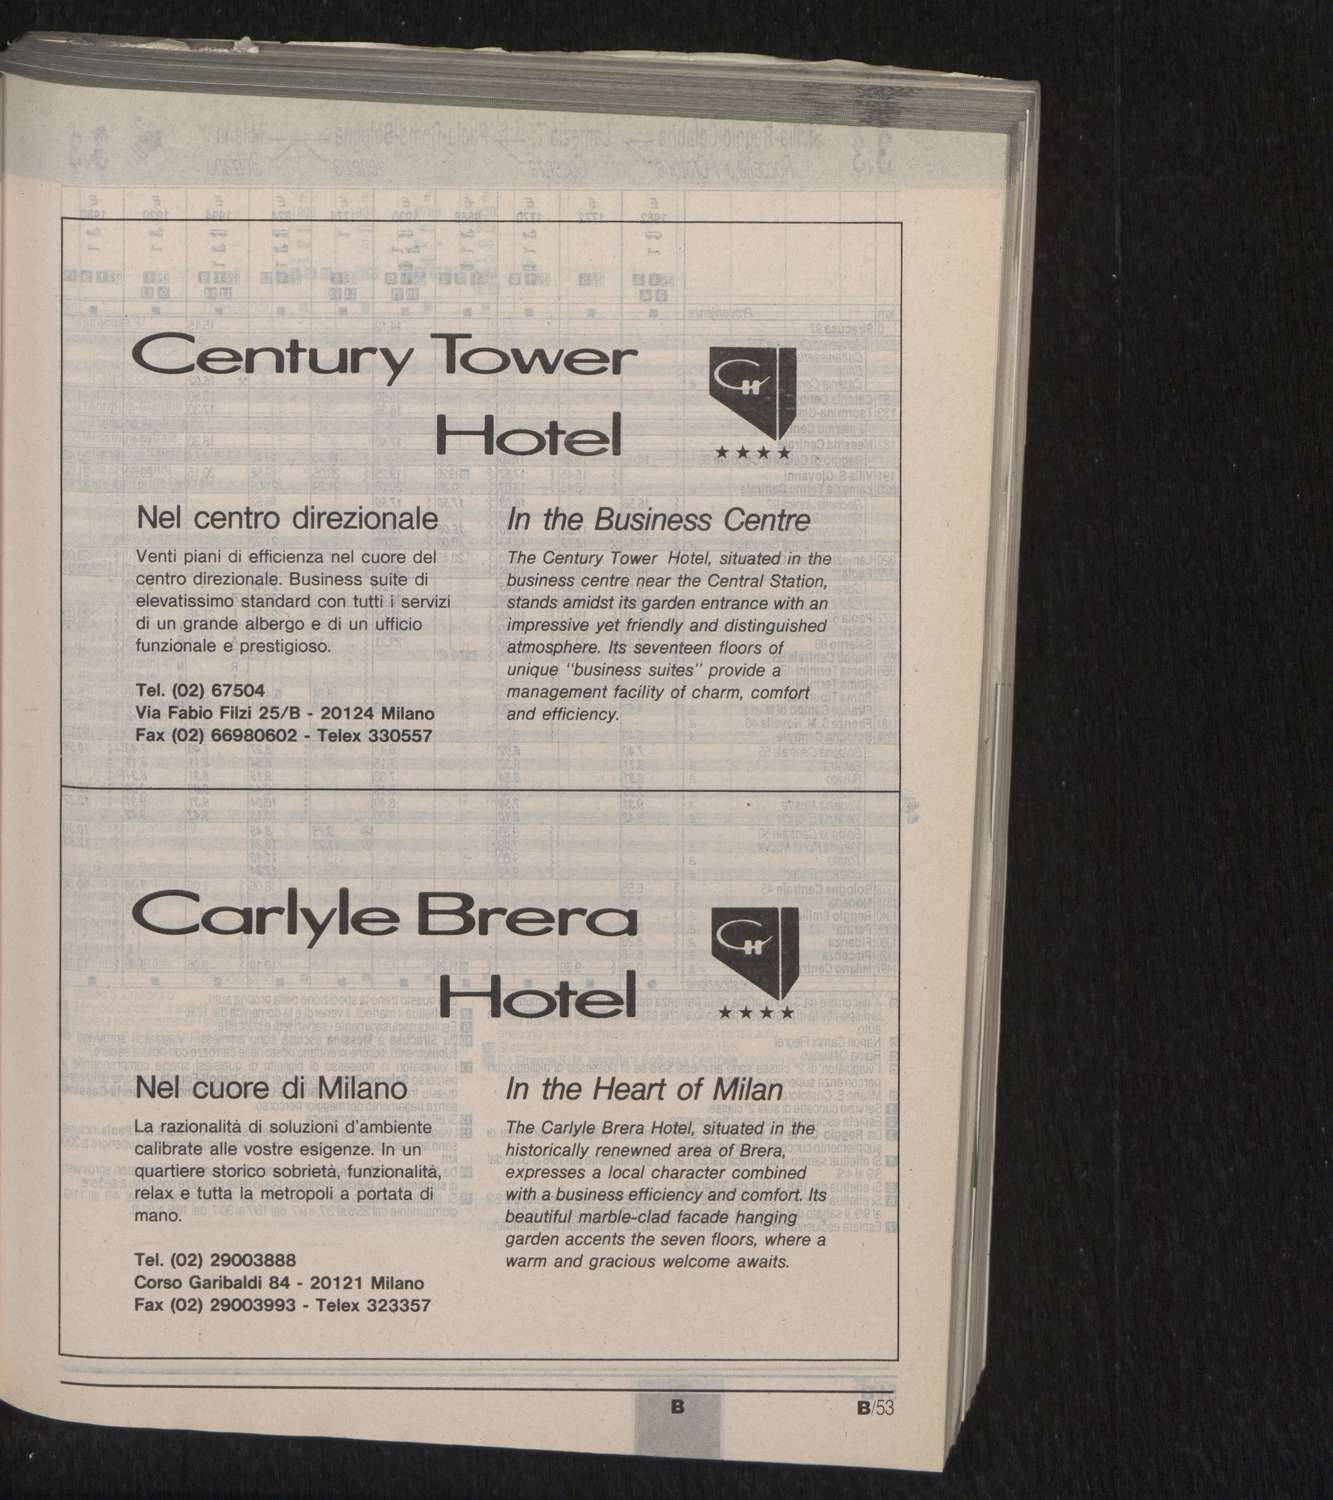 Century Tower
Hotel
CH
★★★★
Nel centro direzionale
Venti piani di efficienza nel cuore del
centro direzionale. Business suite di
elevatissimo standard con tutti i servizi
di un grande albergo e di un ufficio
funzionale e prestigioso.
Tel. (02) 67504
Via Fabio Filzi 25/B - 20124 Milano
Fax (02) 66980602 - Telex 330557
In the Business Centre
The Century Tower Hotel, situated in the
business centre near the Central Station,
stands amidst its garden entrance with an
impressive yet friendly and distinguished
atmosphere. Its seventeen floors of
unique "business suites" provide a
management facility of charm, comfort
and efficiency.
Carlyle Brera
Hotel
CH
★★★★
Nel cuore di Milano
La razionalità di soluzioni d'ambiente
calibrate alle vostre esigenze. In un
quartiere storico sobrietà, funzionalità,
relax e tutta la metropoli a portata di
mano.
Tel. (02) 29003888
Corso Garibaldi 84 - 20121 Milano
Fax (02) 29003993 - Telex 323357
In the Heart of Milan
The Carlyle Brera Hotel, situated in the
historically renewned area of Brera,
expresses a local character combined
with a business efficiency and comfort. Its
beautiful marble-clad facade hanging
garden accents the seven floors, where a
warm and gracious welcome awaits.
B
B/53